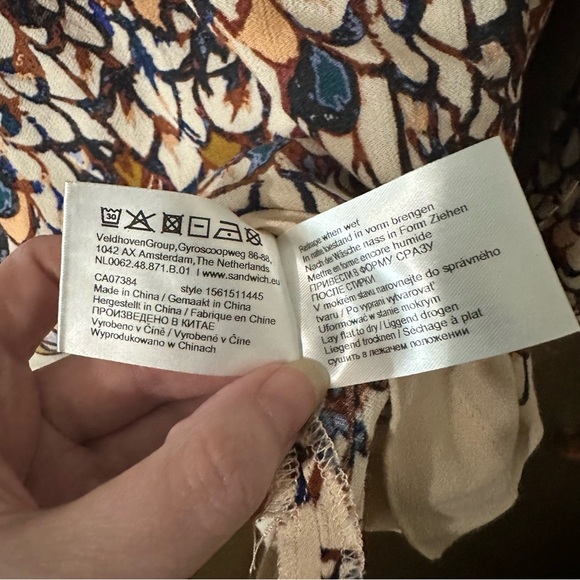 30
VeldhovenGroup,Gyroscoopweg 86-88,
1042 AX Amsterdam,The Netherlands
NL0062.48.871.B.01 I www.sandwich.eu
CA07384
style 1561511445
Made in China / Gemaakt in China
Hergestellt in China / Fabrique en Chine
ПРОИЗВЕДЕНО В КИТАЕ
Vyrobeno v Čině / Vyrobené v Číne
Wyprodukowano w Chinach
Reshape when wet
In natte toestand in vorm brengen
Nach der Wäsche nass in Form Ziehen
Mettre en forme encore humide
ПРИВЕСТИ В ФОРМУ СРАЗУ
ПОСЛЕ СТИРКИ
V mokrém stavu narovnejte do správného
tvaru / Po vypraní vytvarovať
Uformować w stanie mokrym
Lay flat to dry / Liggend drogen
Liegend trocknen / Séchage à plat
сушить в лежачем положении